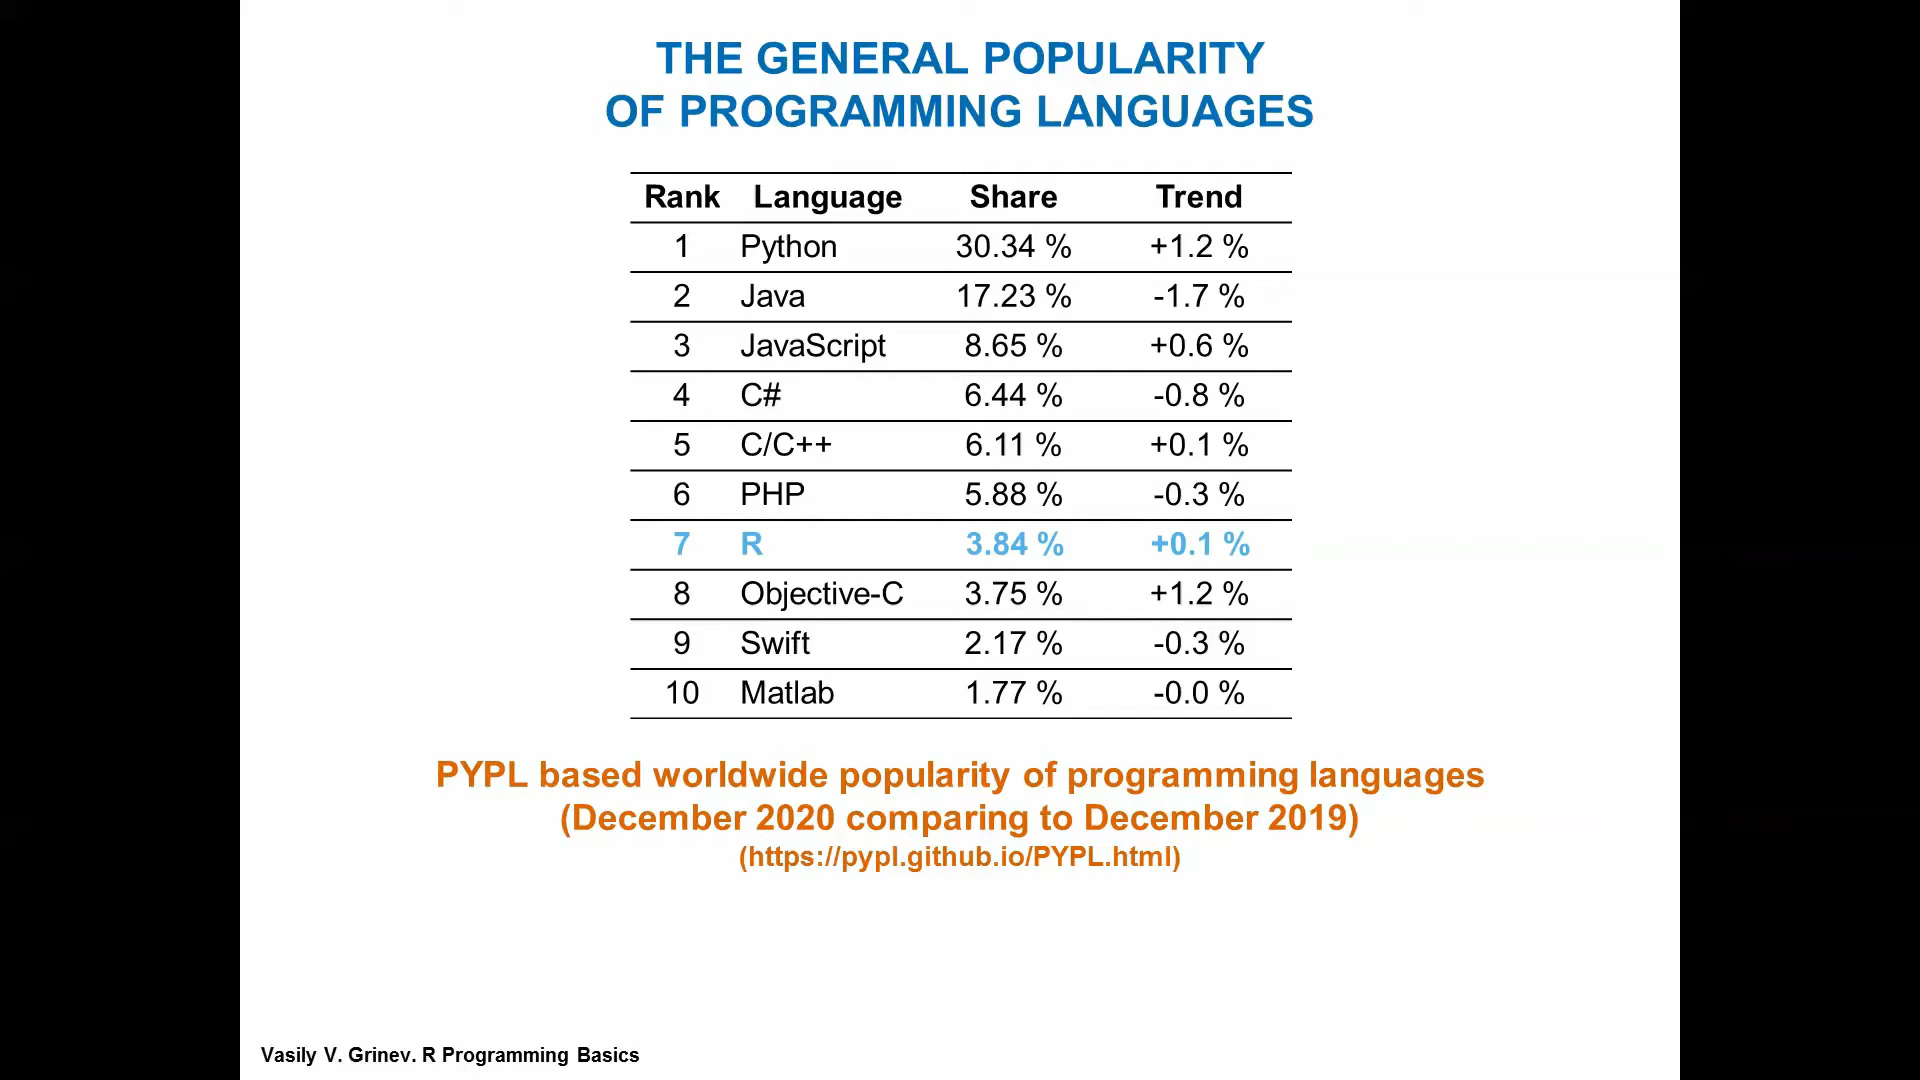 THE GENERAL POPULARITY
OF PROGRAMMING LANGUAGES
Rank Language Share Trend
1 Python 30.34 % +1.2 %
2 Java 17.23 % -1.7 %
3 JavaScript 8.65 % +0.6 %
4 C# 6.44 % -0.8 %
5 C/C++ 6.11 % +0.1 %
6 PHP 5.88 % -0.3 %
7 R 3.84 % +0.1 %
8 Objective-C 3.75 % +1.2 %
9 Swift 2.17 % -0.3 %
10 Matlab 1.77 % -0.0 %
PYPL based worldwide popularity of programming languages
(December 2020 comparing to December 2019)
(https://pypl.github.io/PYPL.html)
Vasily V. Grinev. R Programming Basics